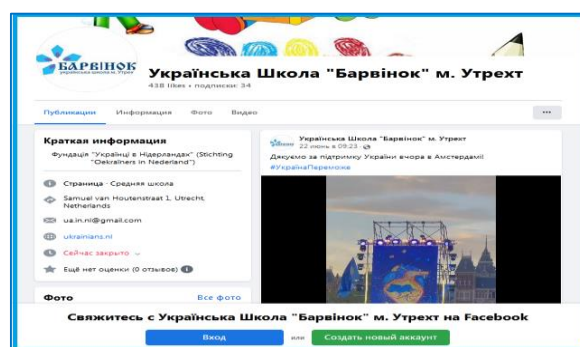 БАРВІНОК
українська школа м. Утрехт
Українська Школа "Барвінок" м. Утрехт
438 likes • подписки: 34
Публикации Информация Фото Видео
Краткая информация
Фундація "Українці в Нідерландах" (Stichting
"Oekraïners in Nederland")
Страница · Средняя школа
Samuel van Houtenstraat 1, Utrecht,
Netherlands
ua.in.nl@gmail.com
ukrainians.nl
Сейчас закрыто
Ещё нет оценки (0 отзывов)
Фото Все фото
Українська Школа "Барвінок" м. Утрехт
22 июнь в 09:23
Дякуємо за підтримку України вчора в Амстердамі!
#УкраїнаПереможе
Свяжитесь с Українська Школа "Барвінок" м. Утрехт на Facebook
Вход или Создать новый аккаунт